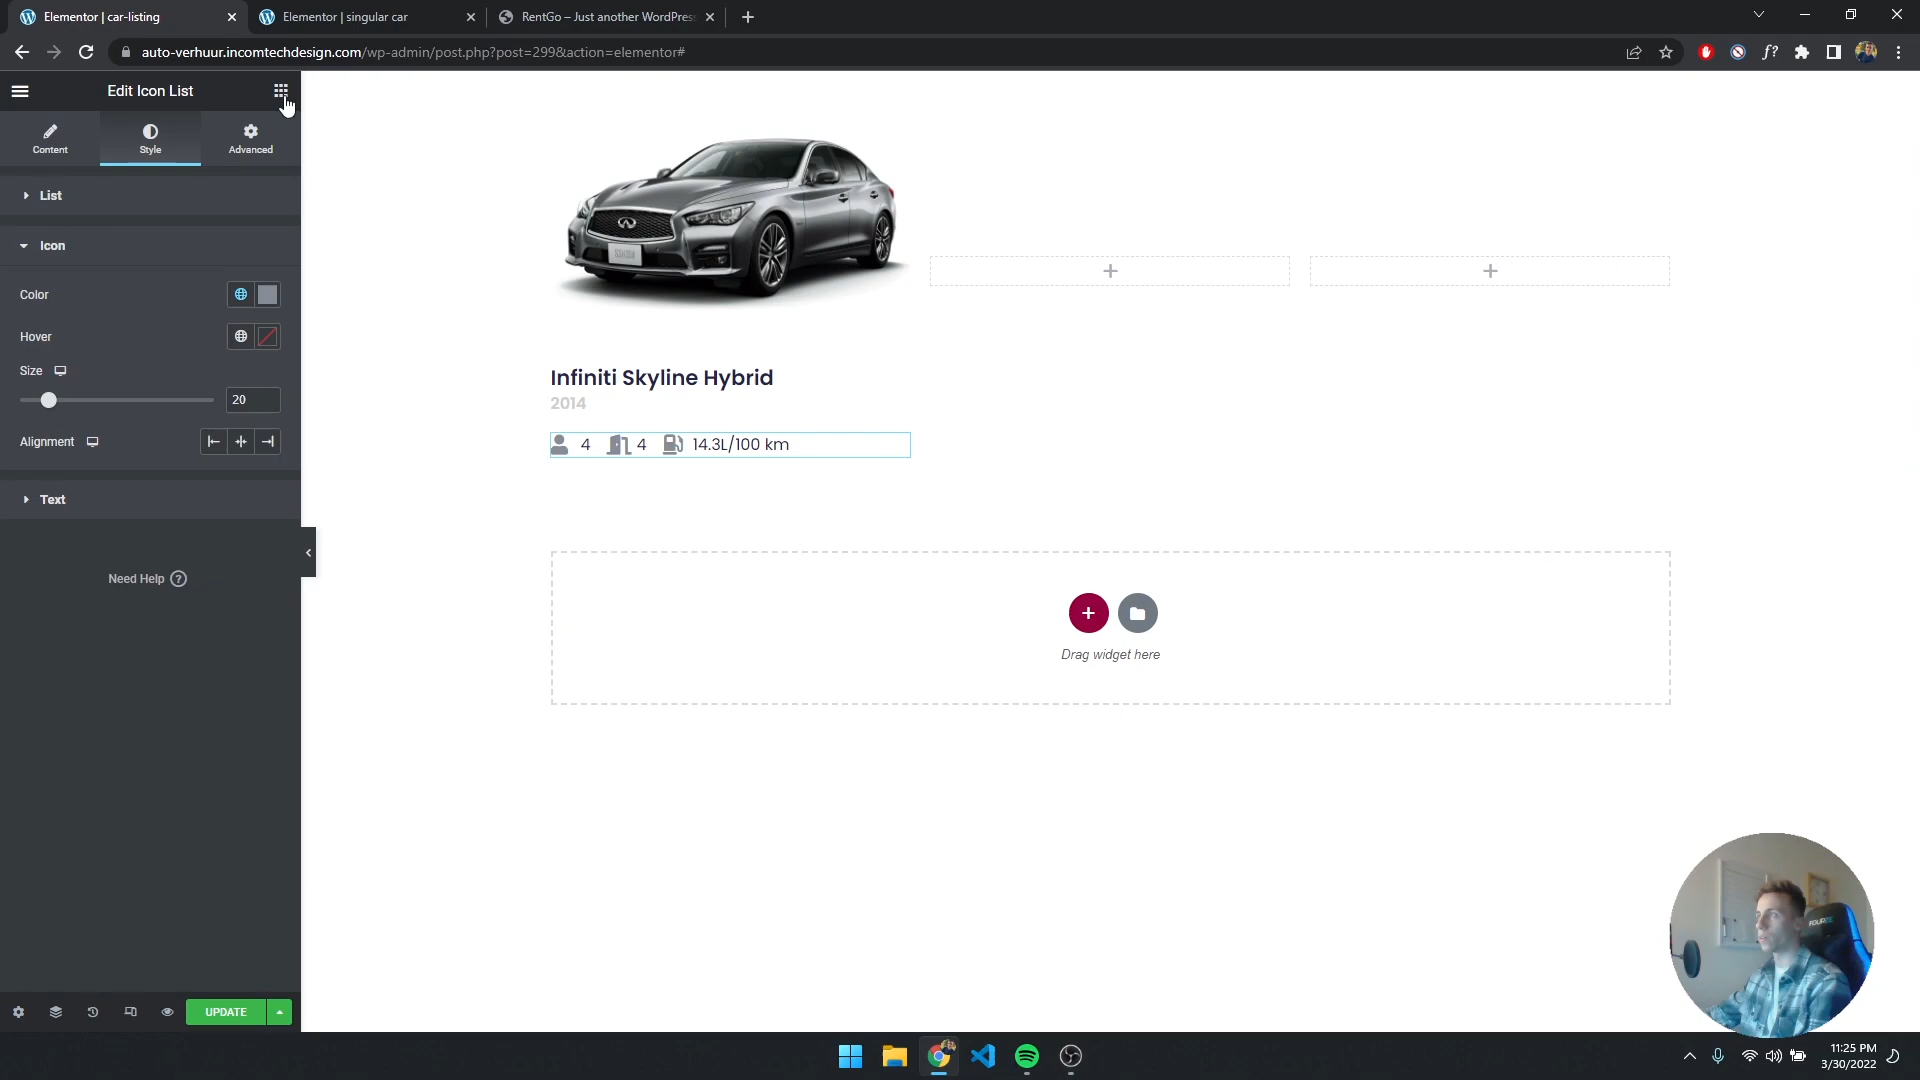 Elementor | car-listing
Elementor | singular car
RentGo – Just another WordPres
auto-verhuur.incomtechdesign.com/wp-admin/post.php?post=299&action=elementor#
Edit Icon List
Content
Style
Advanced
List
Icon
Color
Hover
Size
20
Alignment
Text
Need Help ?
UPDATE
Infiniti Skyline Hybrid
2014
4
4
14.3L/100 km
Drag widget here
11:25 PM
3/30/2022